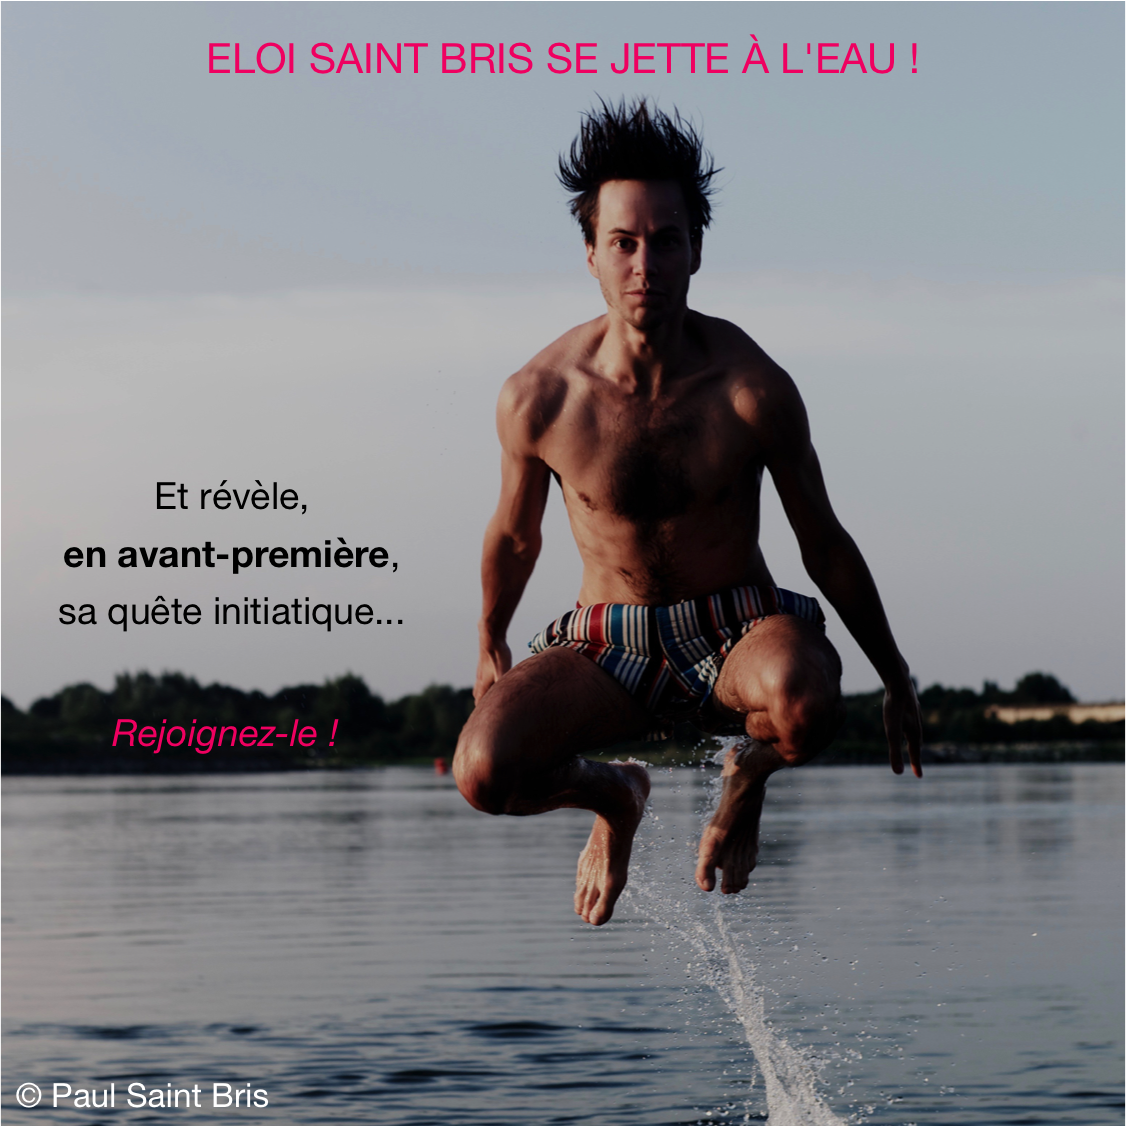 ELOI SAINT BRIS SE JETTE À L'EAU !
Et révèle,
en avant-première,
sa quête initiatique...
Rejoignez-le !
© Paul Saint Bris